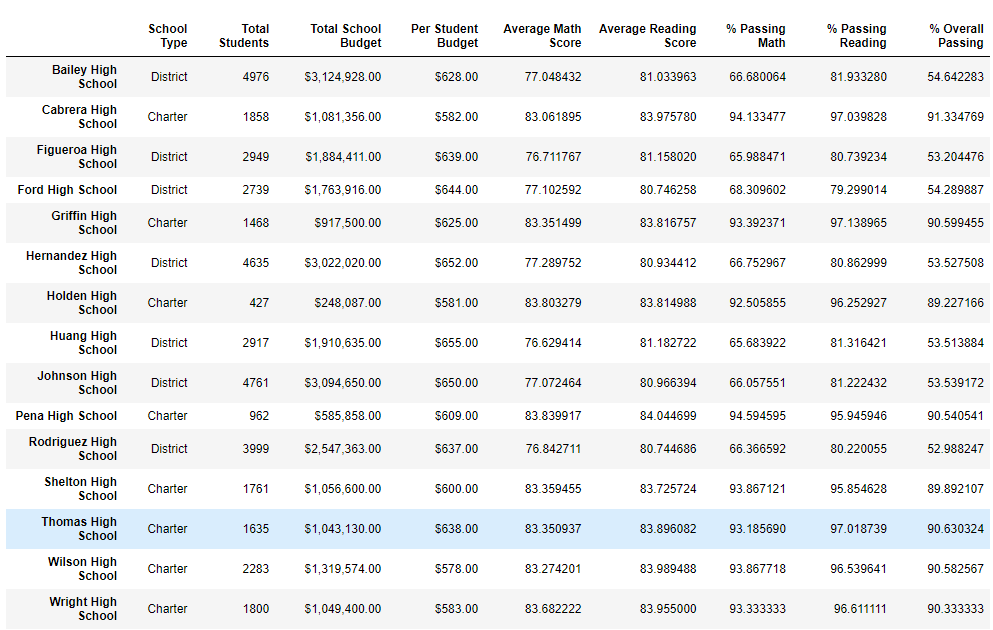 School Type Total Students Total School Budget Per Student Budget Average Math Score Average Reading Score % Passing Math % Passing Reading % Overall Passing
Bailey High School District 4976 $3,124,928.00 $628.00 77.048432 81.033963 66.680064 81.933280 54.642283
Cabrera High School Charter 1858 $1,081,356.00 $582.00 83.061895 83.975780 94.133477 97.039828 91.334769
Figueroa High School District 2949 $1,884,411.00 $639.00 76.711767 81.158020 65.988471 80.739234 53.204476
Ford High School District 2739 $1,763,916.00 $644.00 77.102592 80.746258 68.309602 79.299014 54.289887
Griffin High School Charter 1468 $917,500.00 $625.00 83.351499 83.816757 93.392371 97.138965 90.599455
Hernandez High School District 4635 $3,022,020.00 $652.00 77.289752 80.934412 66.752967 80.862999 53.527508
Holden High School Charter 427 $248,087.00 $581.00 83.803279 83.814988 92.505855 96.252927 89.227166
Huang High School District 2917 $1,910,635.00 $655.00 76.629414 81.182722 65.683922 81.316421 53.513884
Johnson High School District 4761 $3,094,650.00 $650.00 77.072464 80.966394 66.057551 81.222432 53.539172
Pena High School Charter 962 $585,858.00 $609.00 83.839917 84.044699 94.594595 95.945946 90.540541
Rodriguez High School District 3999 $2,547,363.00 $637.00 76.842711 80.744686 66.366592 80.220055 52.988247
Shelton High School Charter 1761 $1,056,600.00 $600.00 83.359455 83.725724 93.867121 95.854628 89.892107
Thomas High School Charter 1635 $1,043,130.00 $638.00 83.350937 83.896082 93.185690 97.018739 90.630324
Wilson High School Charter 2283 $1,319,574.00 $578.00 83.274201 83.989488 93.867718 96.539641 90.582567
Wright High School Charter 1800 $1,049,400.00 $583.00 83.682222 83.955000 93.333333 96.611111 90.333333